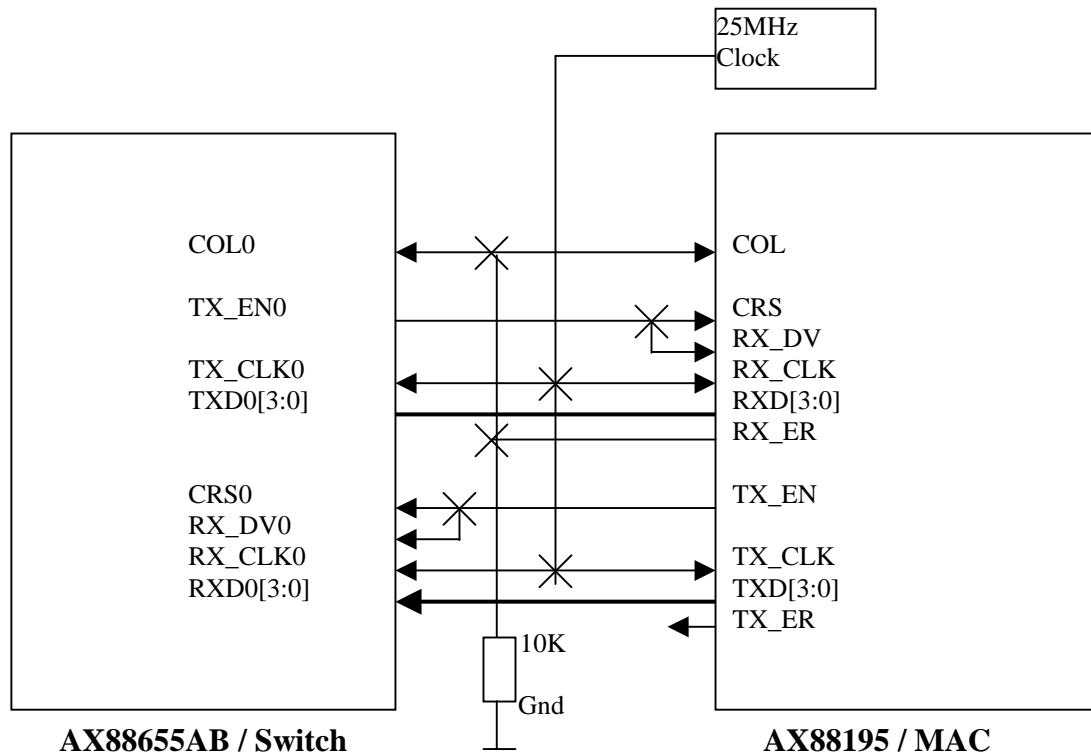 25MHz
Clock
COL0
TX_EN0
TX_CLK0
TXD0[3:0]
CRS0
RX_DV0
RX_CLK0
RXD0[3:0]
COL
CRS
RX_DV
RX_CLK
RXD[3:0]
RX_ER
TX_EN
TX_CLK
TXD[3:0]
TX_ER
10K
Gnd
AX88655AB / Switch
AX88195 / MAC